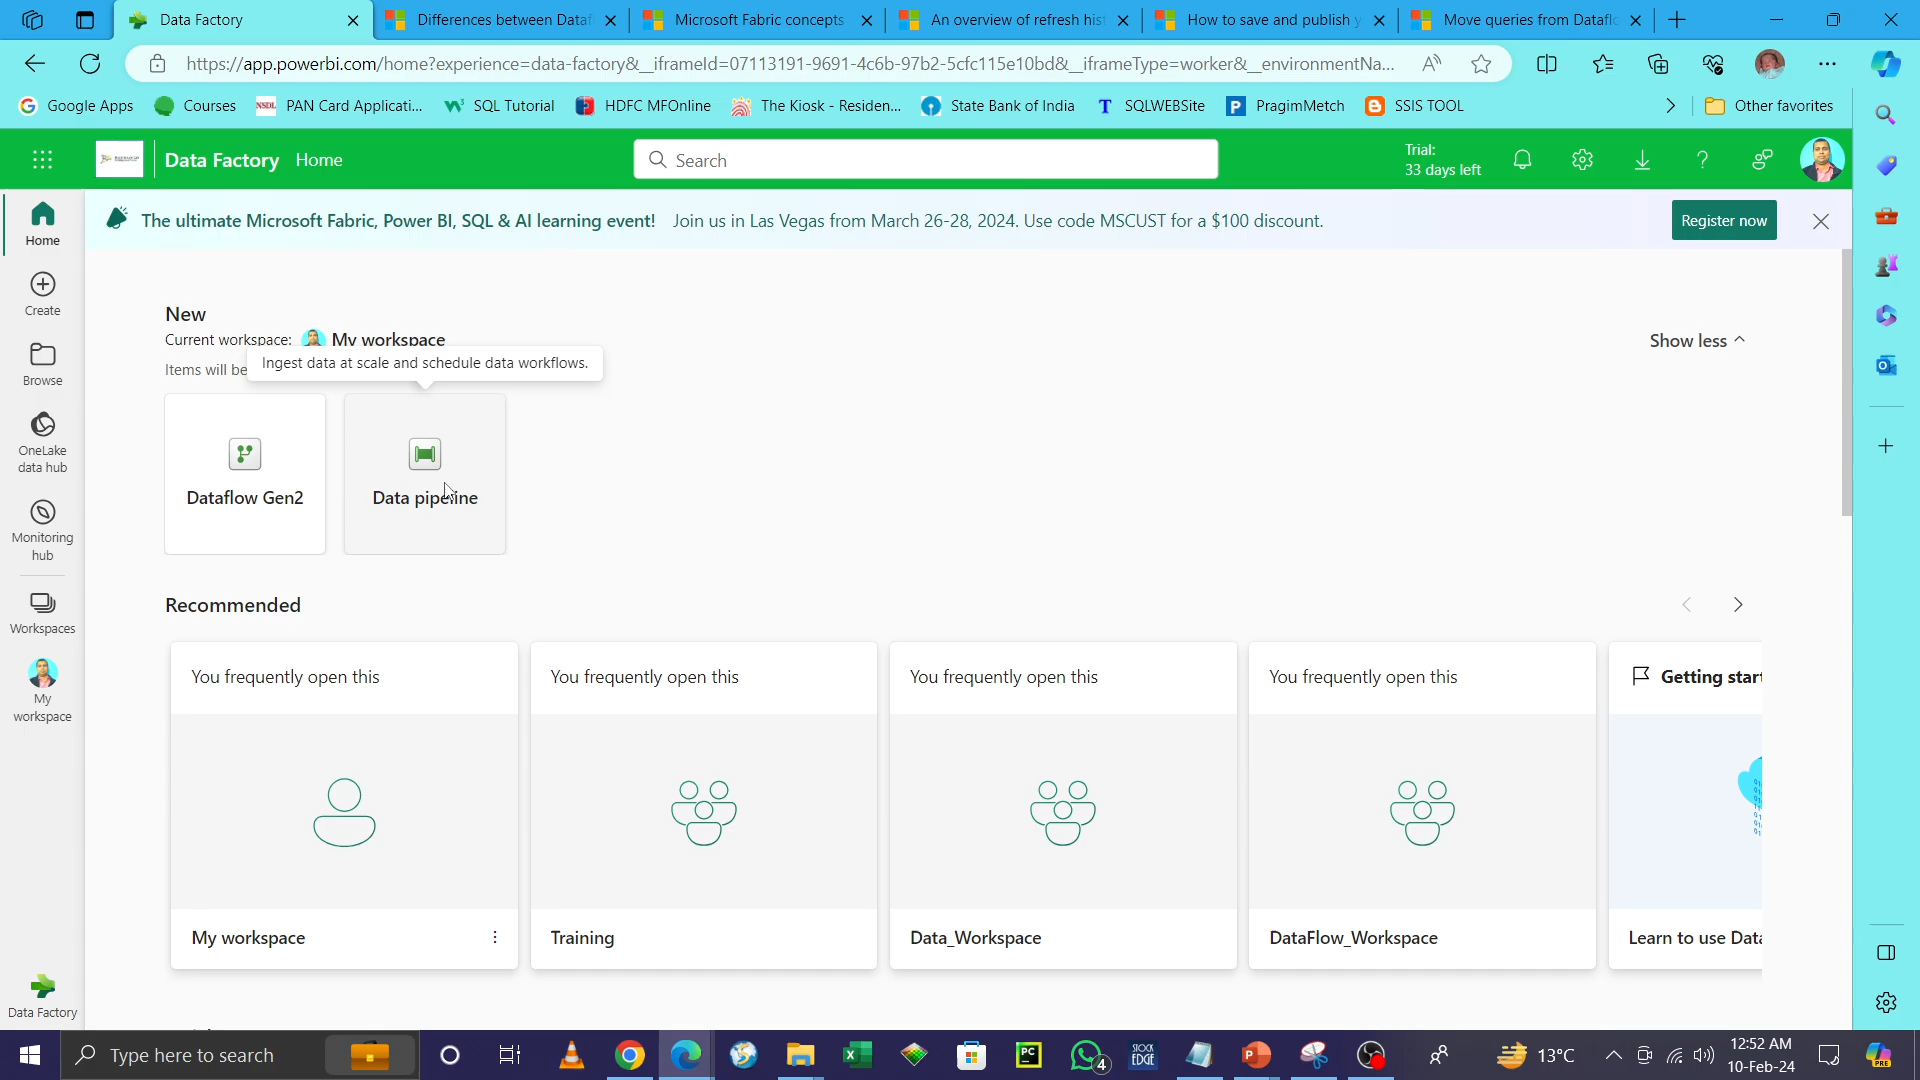 Data Factory
Differences between Datafl
Microsoft Fabric concepts
An overview of refresh his
How to save and publish y
Move queries from Dataflo
https://app.powerbi.com/home?experience=data-factory&__iframeId=07113191-9691-4c6b-97b2-5cfc115e10bd&__iframeType=worker&__environmentNa...
Google Apps
Courses
NSDL
PAN Card Applicati...
SQL Tutorial
HDFC MFOnline
The Kiosk - Residen...
State Bank of India
T SQLWEBSite
P PragimMetch
SSIS TOOL
Other favorites
Data Factory Home
Search
Trial:
33 days left
The ultimate Microsoft Fabric, Power BI, SQL & AI learning event! Join us in Las Vegas from March 26-28, 2024. Use code MSCUST for a $100 discount.
Register now
Home
Create
Browse
OneLake
data hub
Monitoring
hub
Workspaces
My
workspace
Data Factory
New
Current workspace: My workspace
Show less
Items will be
Ingest data at scale and schedule data workflows.
Dataflow Gen2
Data pipeline
Recommended
You frequently open this
You frequently open this
You frequently open this
You frequently open this
Getting start
My workspace
Training
Data_Workspace
DataFlow_Workspace
Learn to use Data
Type here to search
PC
4
STOCK
EDGE
13°C
12:52 AM
10-Feb-24
PRE